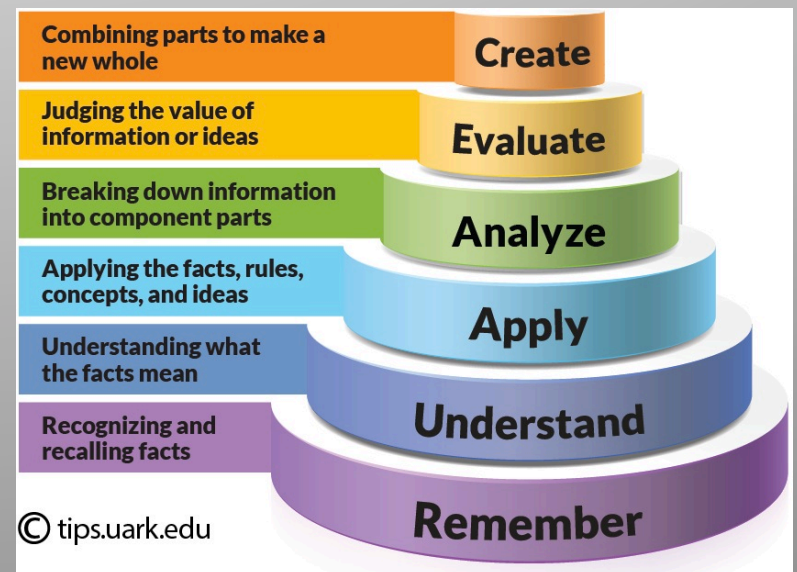 Combining parts to make a
new whole
Create
Judging the value of
information or ideas
Evaluate
Breaking down information
into component parts
Analyze
Applying the facts, rules,
concepts, and ideas
Apply
Understanding what
the facts mean
Understand
Recognizing and
recalling facts
Remember
© tips.uark.edu